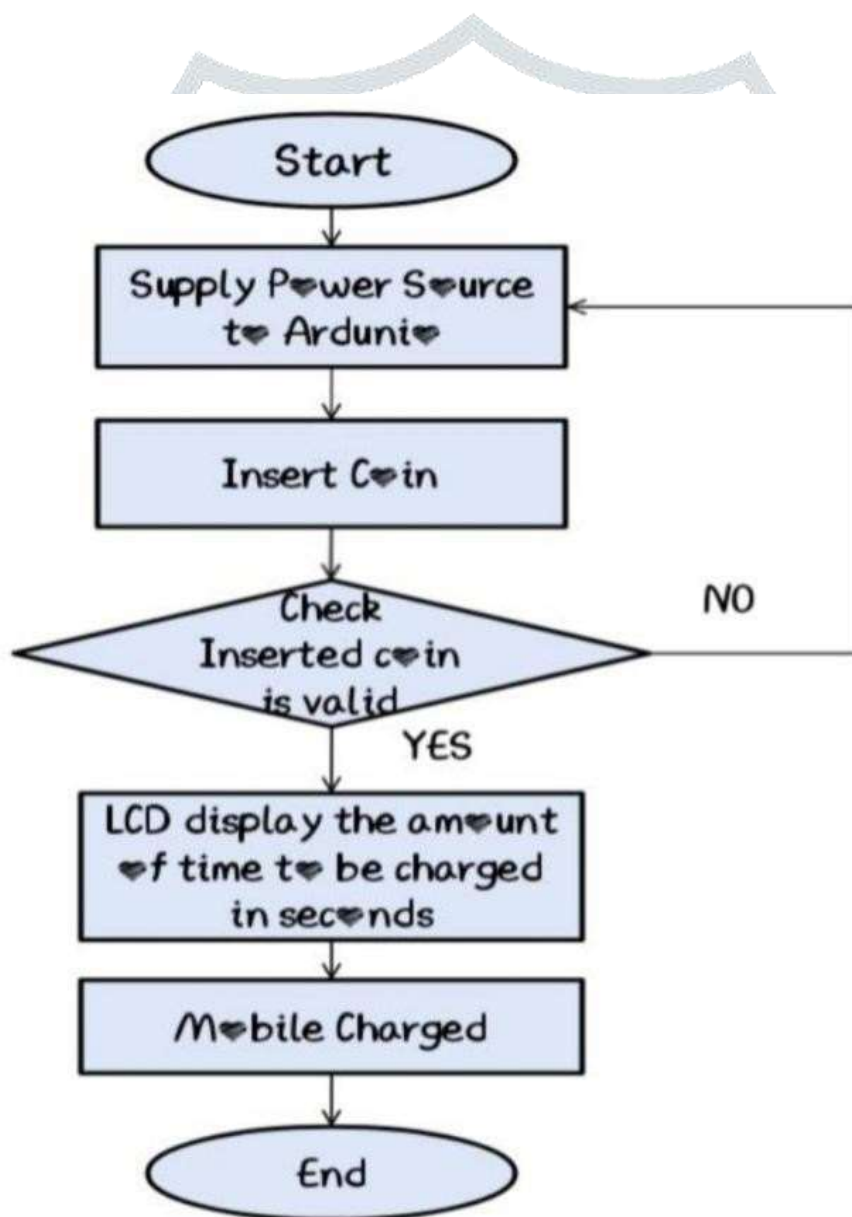 Start
Supply Power Source
to Ardunio
Insert Coin
Check
Inserted coin
is valid
NO
YES
LCD display the amount
of time to be charged
in seconds
Mobile Charged
End